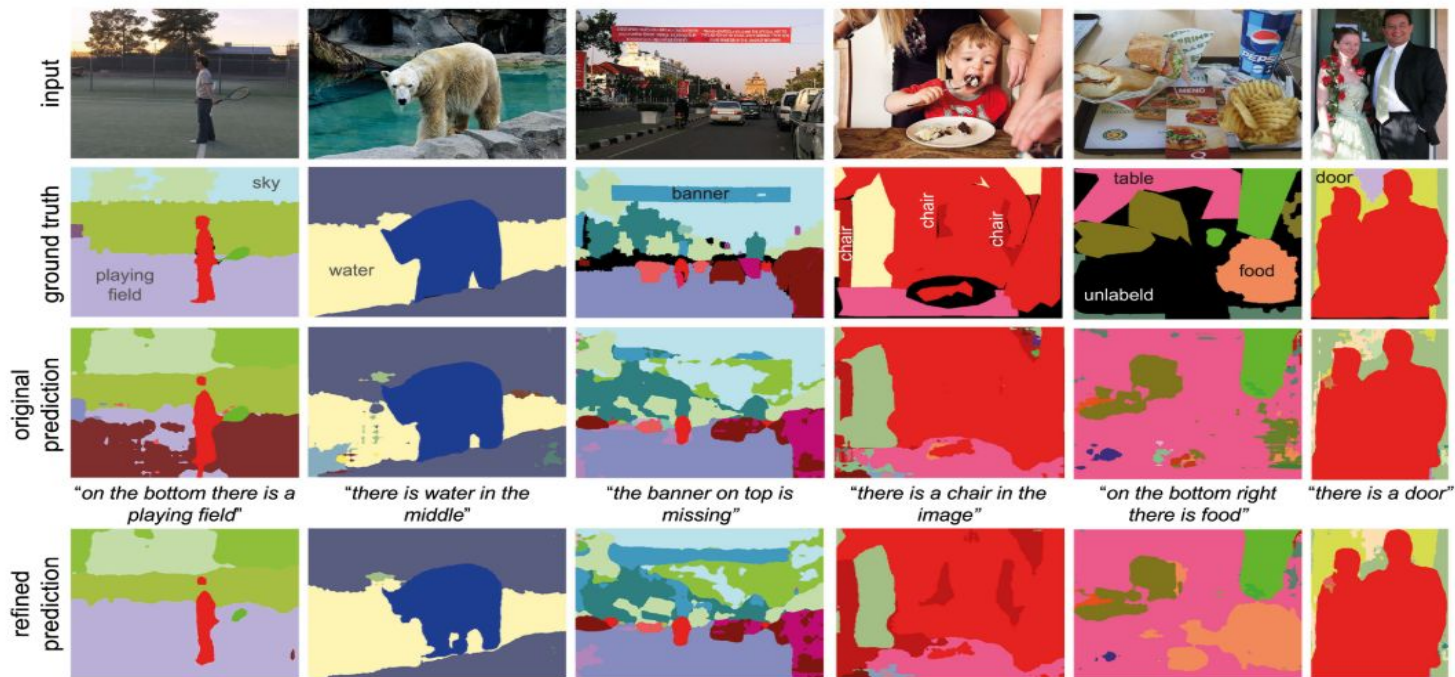 input
PEPSI
MENÚ
ground truth
sky
playing
field
water
banner
chair
chair
chair
table
food
unlabeld
door
original
prediction
"on the bottom there is a
playing field"
"there is water in the
middle"
"the banner on top is
missing"
"there is a chair in the
image"
"on the bottom right
there is food"
"there is a door"
refined
prediction